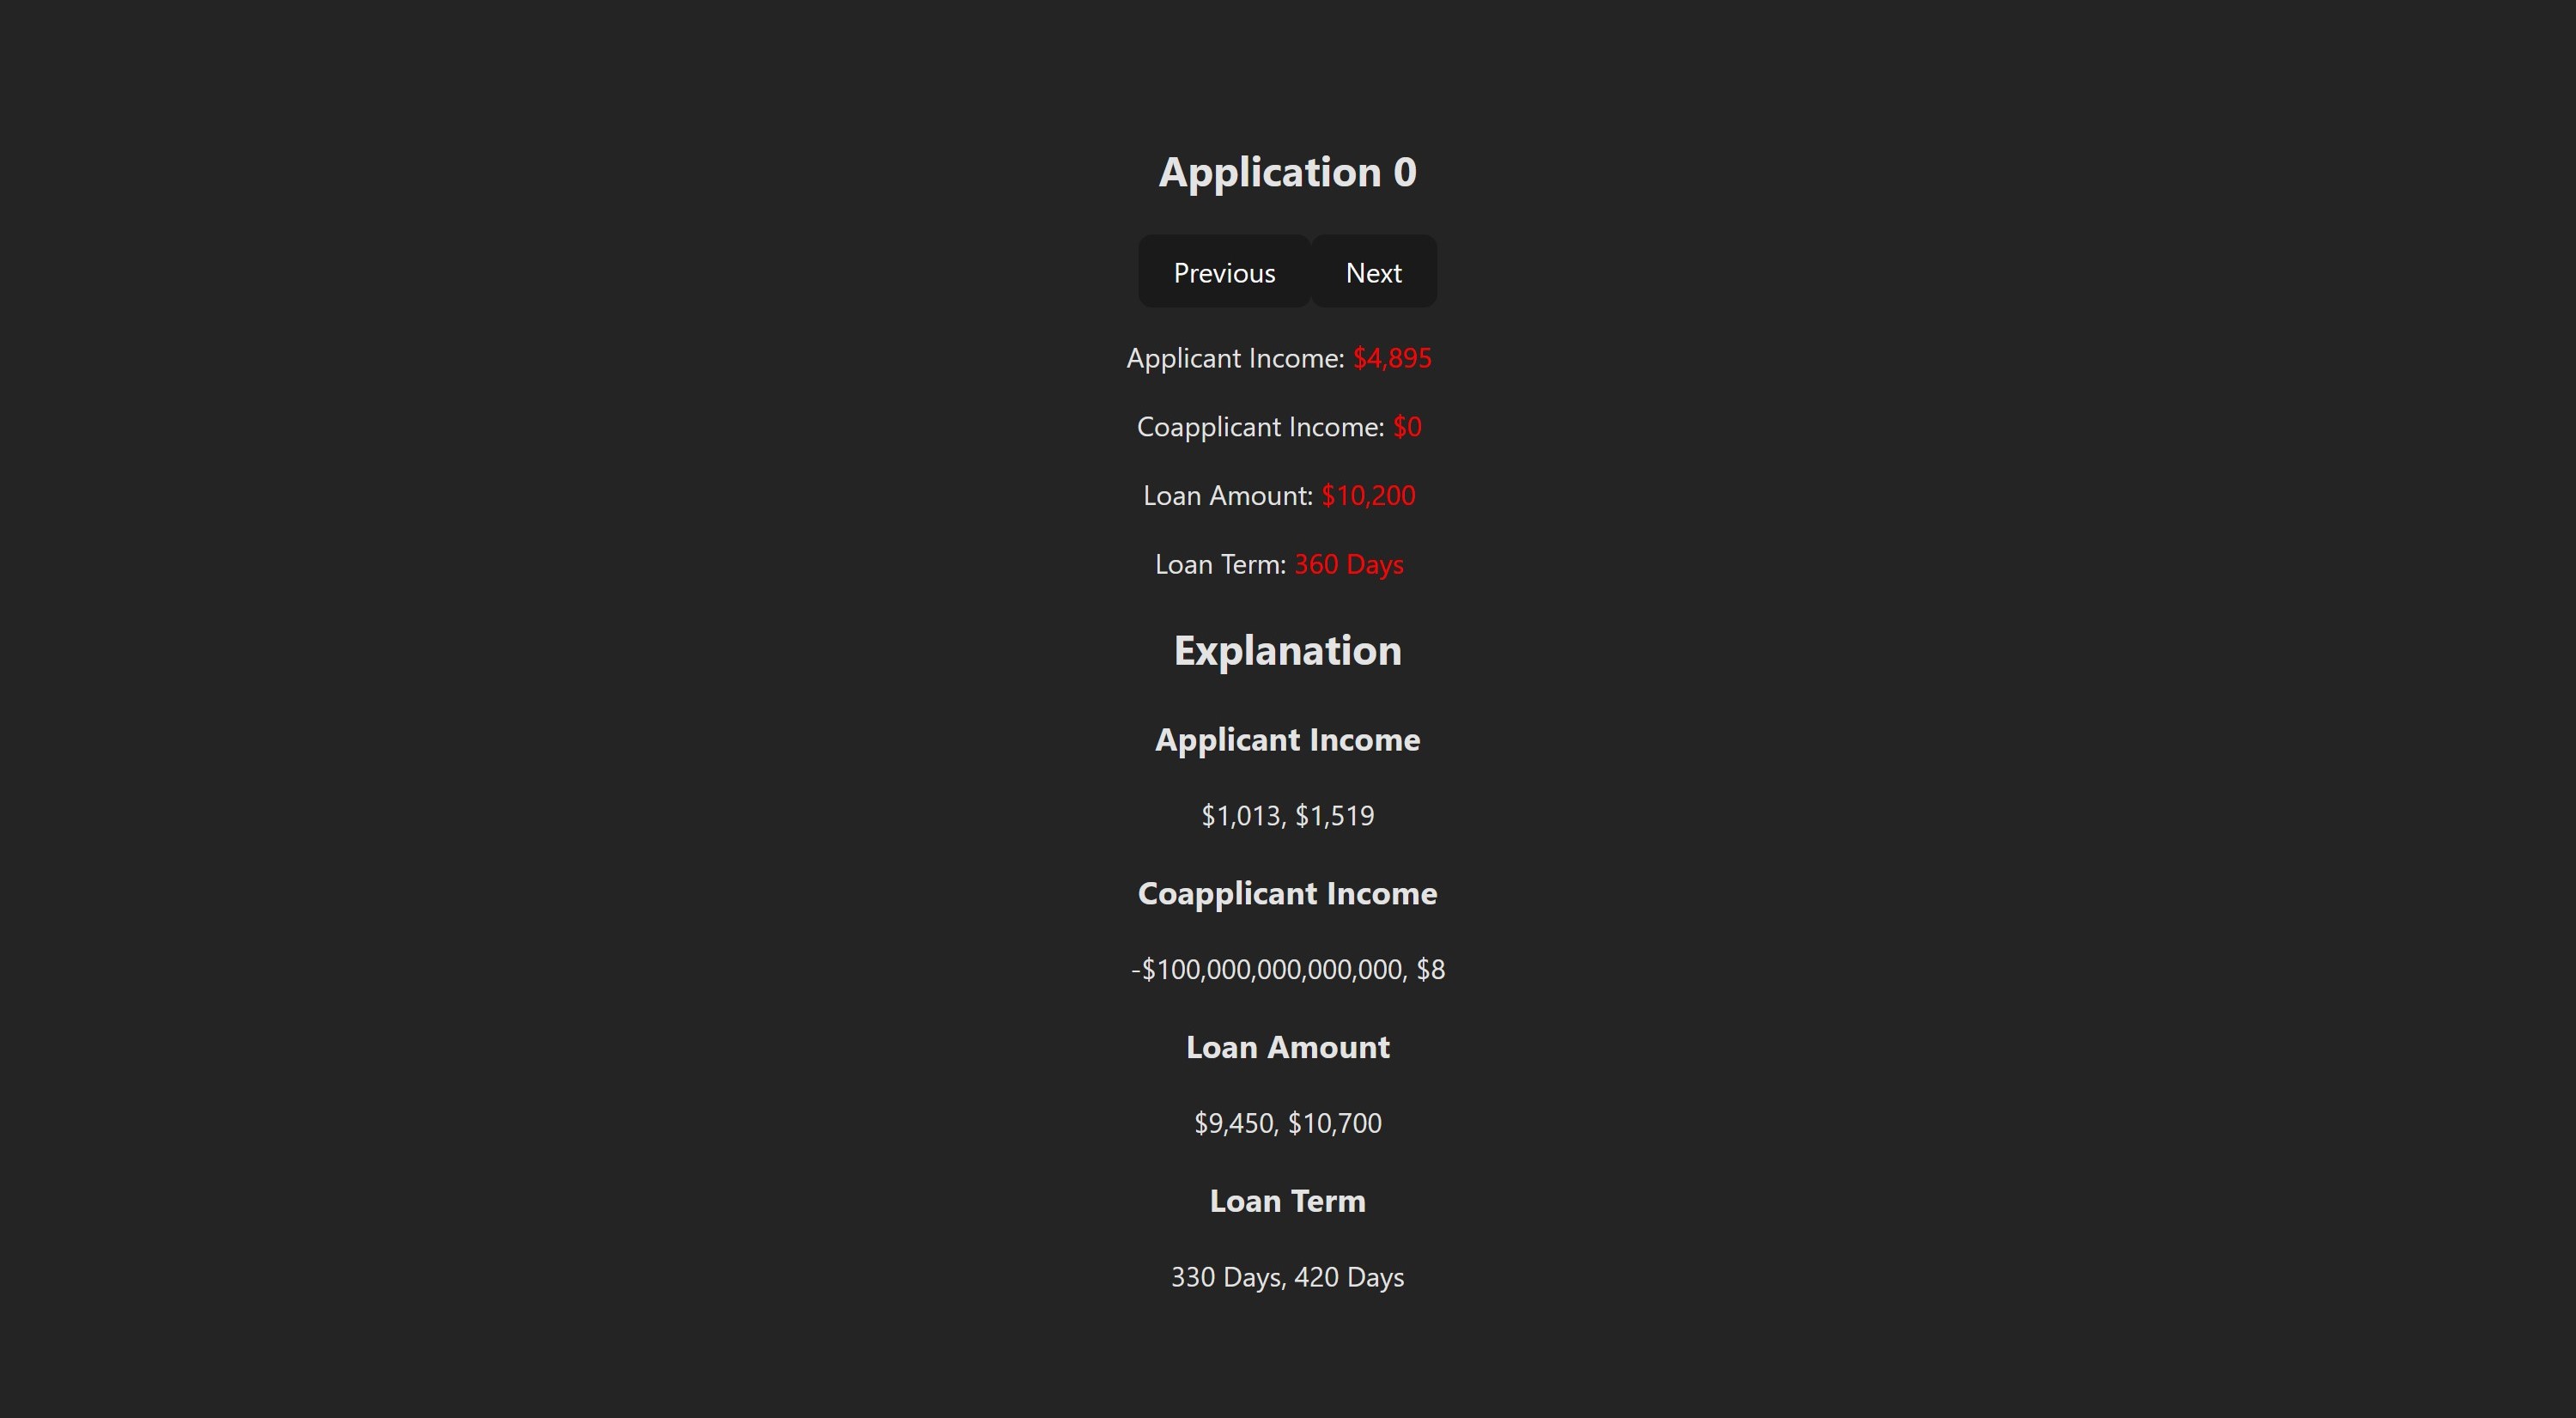 Application 0
Previous Next
Applicant Income: $4,895
Coapplicant Income: $0
Loan Amount: $10,200
Loan Term: 360 Days
Explanation
Applicant Income
$1,013, $1,519
Coapplicant Income
-$100,000,000,000,000, $8
Loan Amount
$9,450, $10,700
Loan Term
330 Days, 420 Days